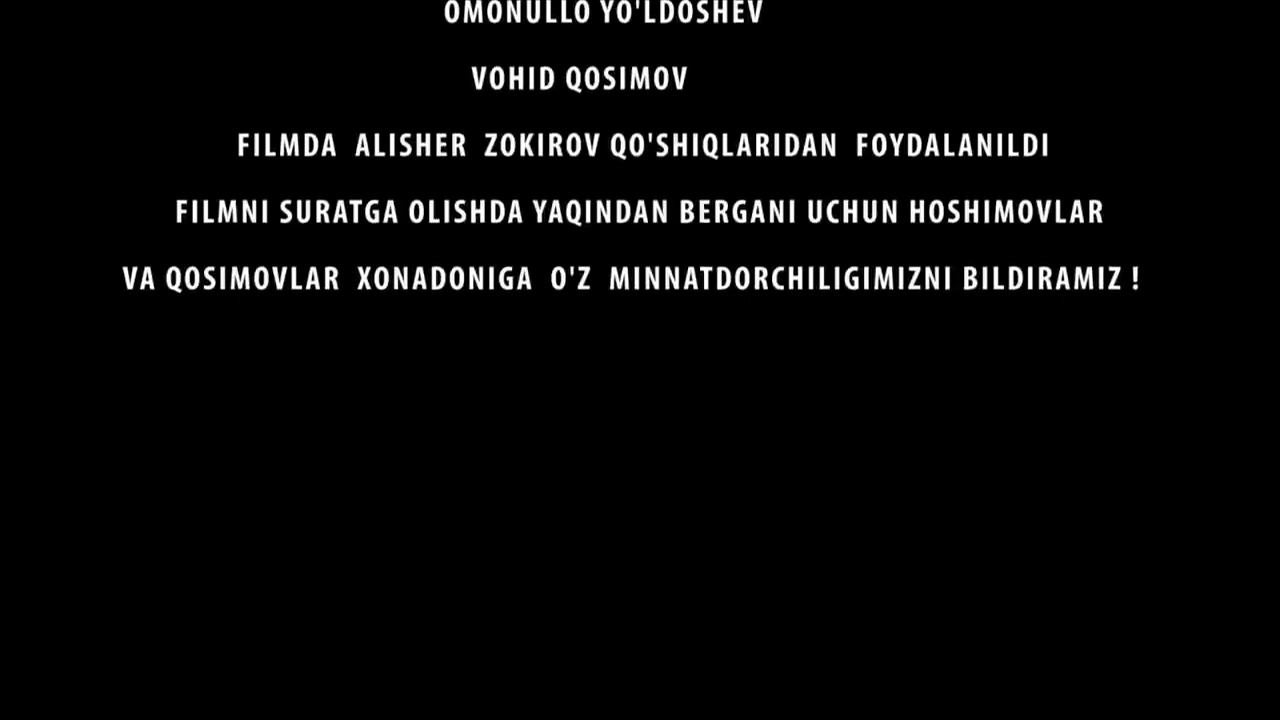 OMONULLO YO'LDOSHEV
VOHID QOSIMOV
FILMDA ALISHER ZOKIROV QO'SHIQLARIDAN FOYDALANILDI
FILMNI SURATGA OLISHDA YAQINDAN BERGANI UCHUN HOSHIMOVLAR
VA QOSIMOVLAR XONADONIGA O'Z MINNATDORCHILIGIMIZNI BILDIRAMIZ !